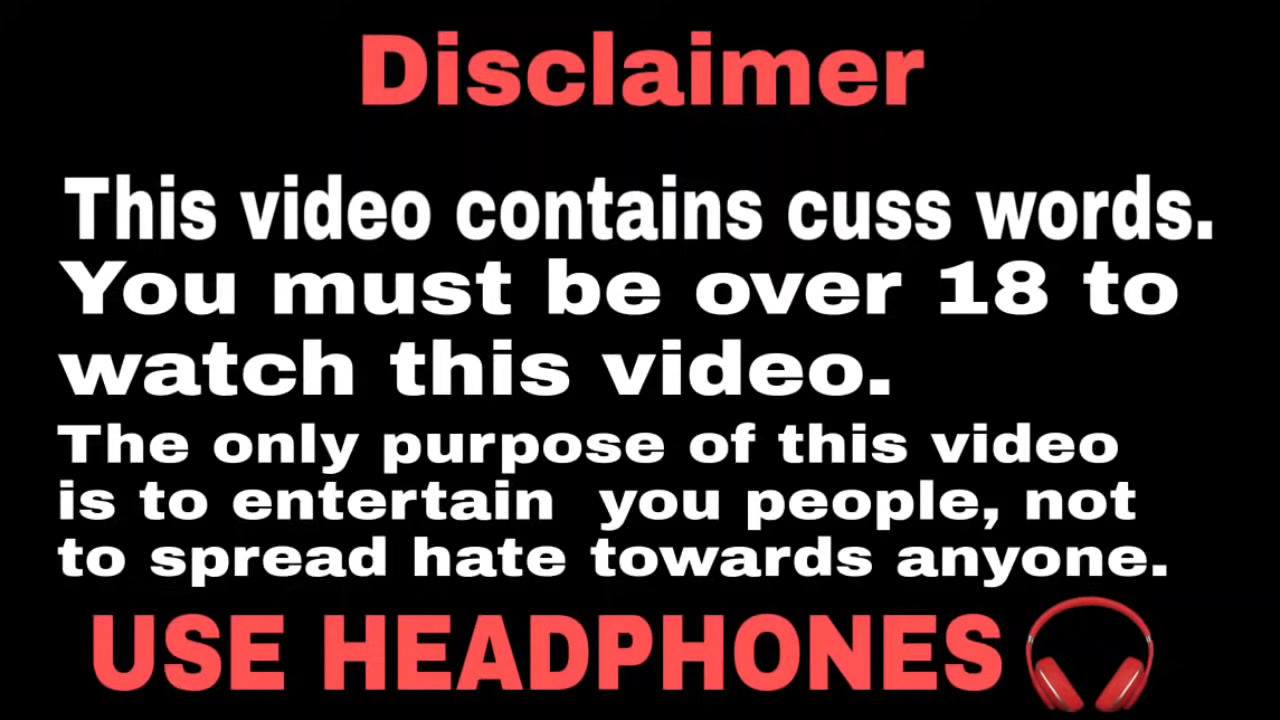 Disclaimer
This video contains cuss words.
You must be over 18 to
watch this video.
The only purpose of this video
is to entertain  you people, not
to spread hate towards anyone.
USE HEADPHONES